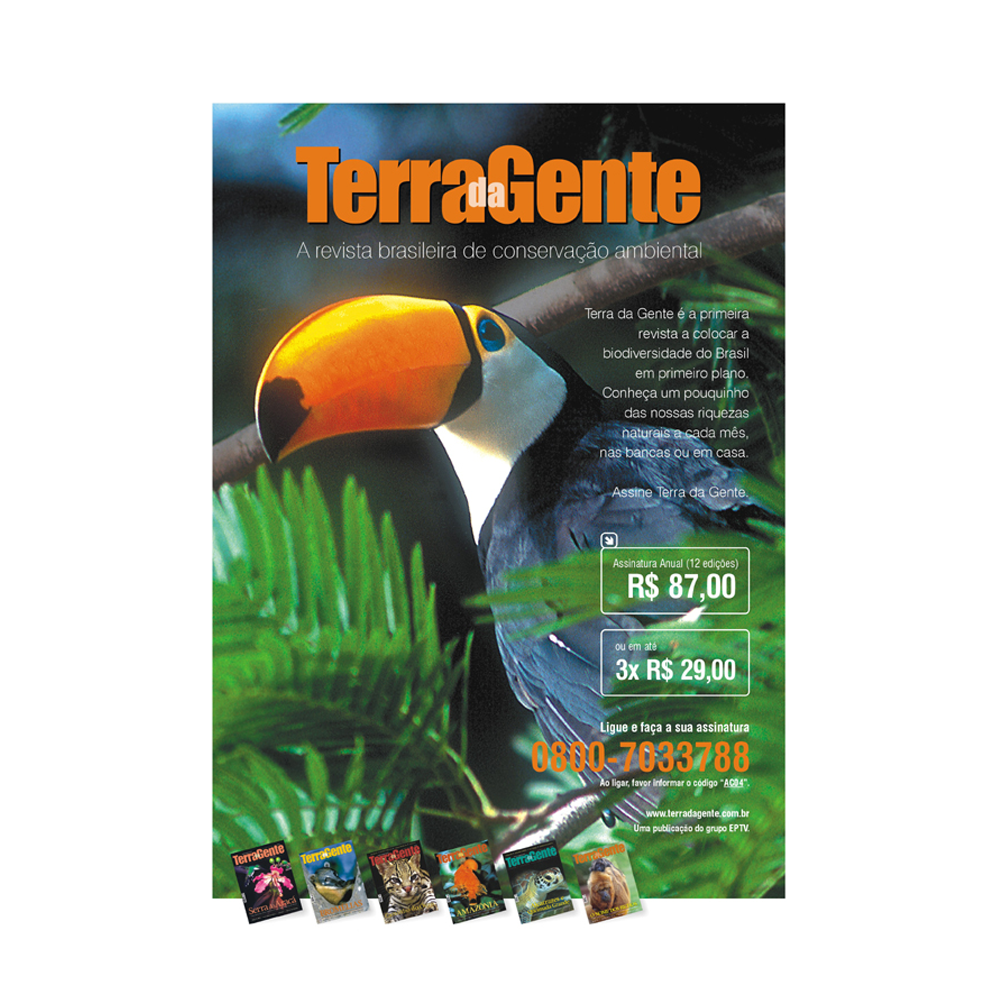 Terra da Gente
A revista brasileira de conservação ambiental
Terra da Gente é a primeira
revista a colocar a
biodiversidade do Brasil
em primeiro plano.
Conheça um pouquinho
das nossas riquezas
naturais a cada mês,
nas bancas ou em casa.
Assine Terra da Gente.
Assinatura Anual (12 edições)
R$ 87,00
ou em até
3x R$ 29,00
Ligue e faça a sua assinatura
0800-7033788
Ao ligar, favor informar o código "AC04".
www.terradagente.com.br
Uma publicação do grupo EPTV.
TerraGente
TerraGente
TerraGente
TerraGente
TerraGente
TerraGente
AMAZÔNIA